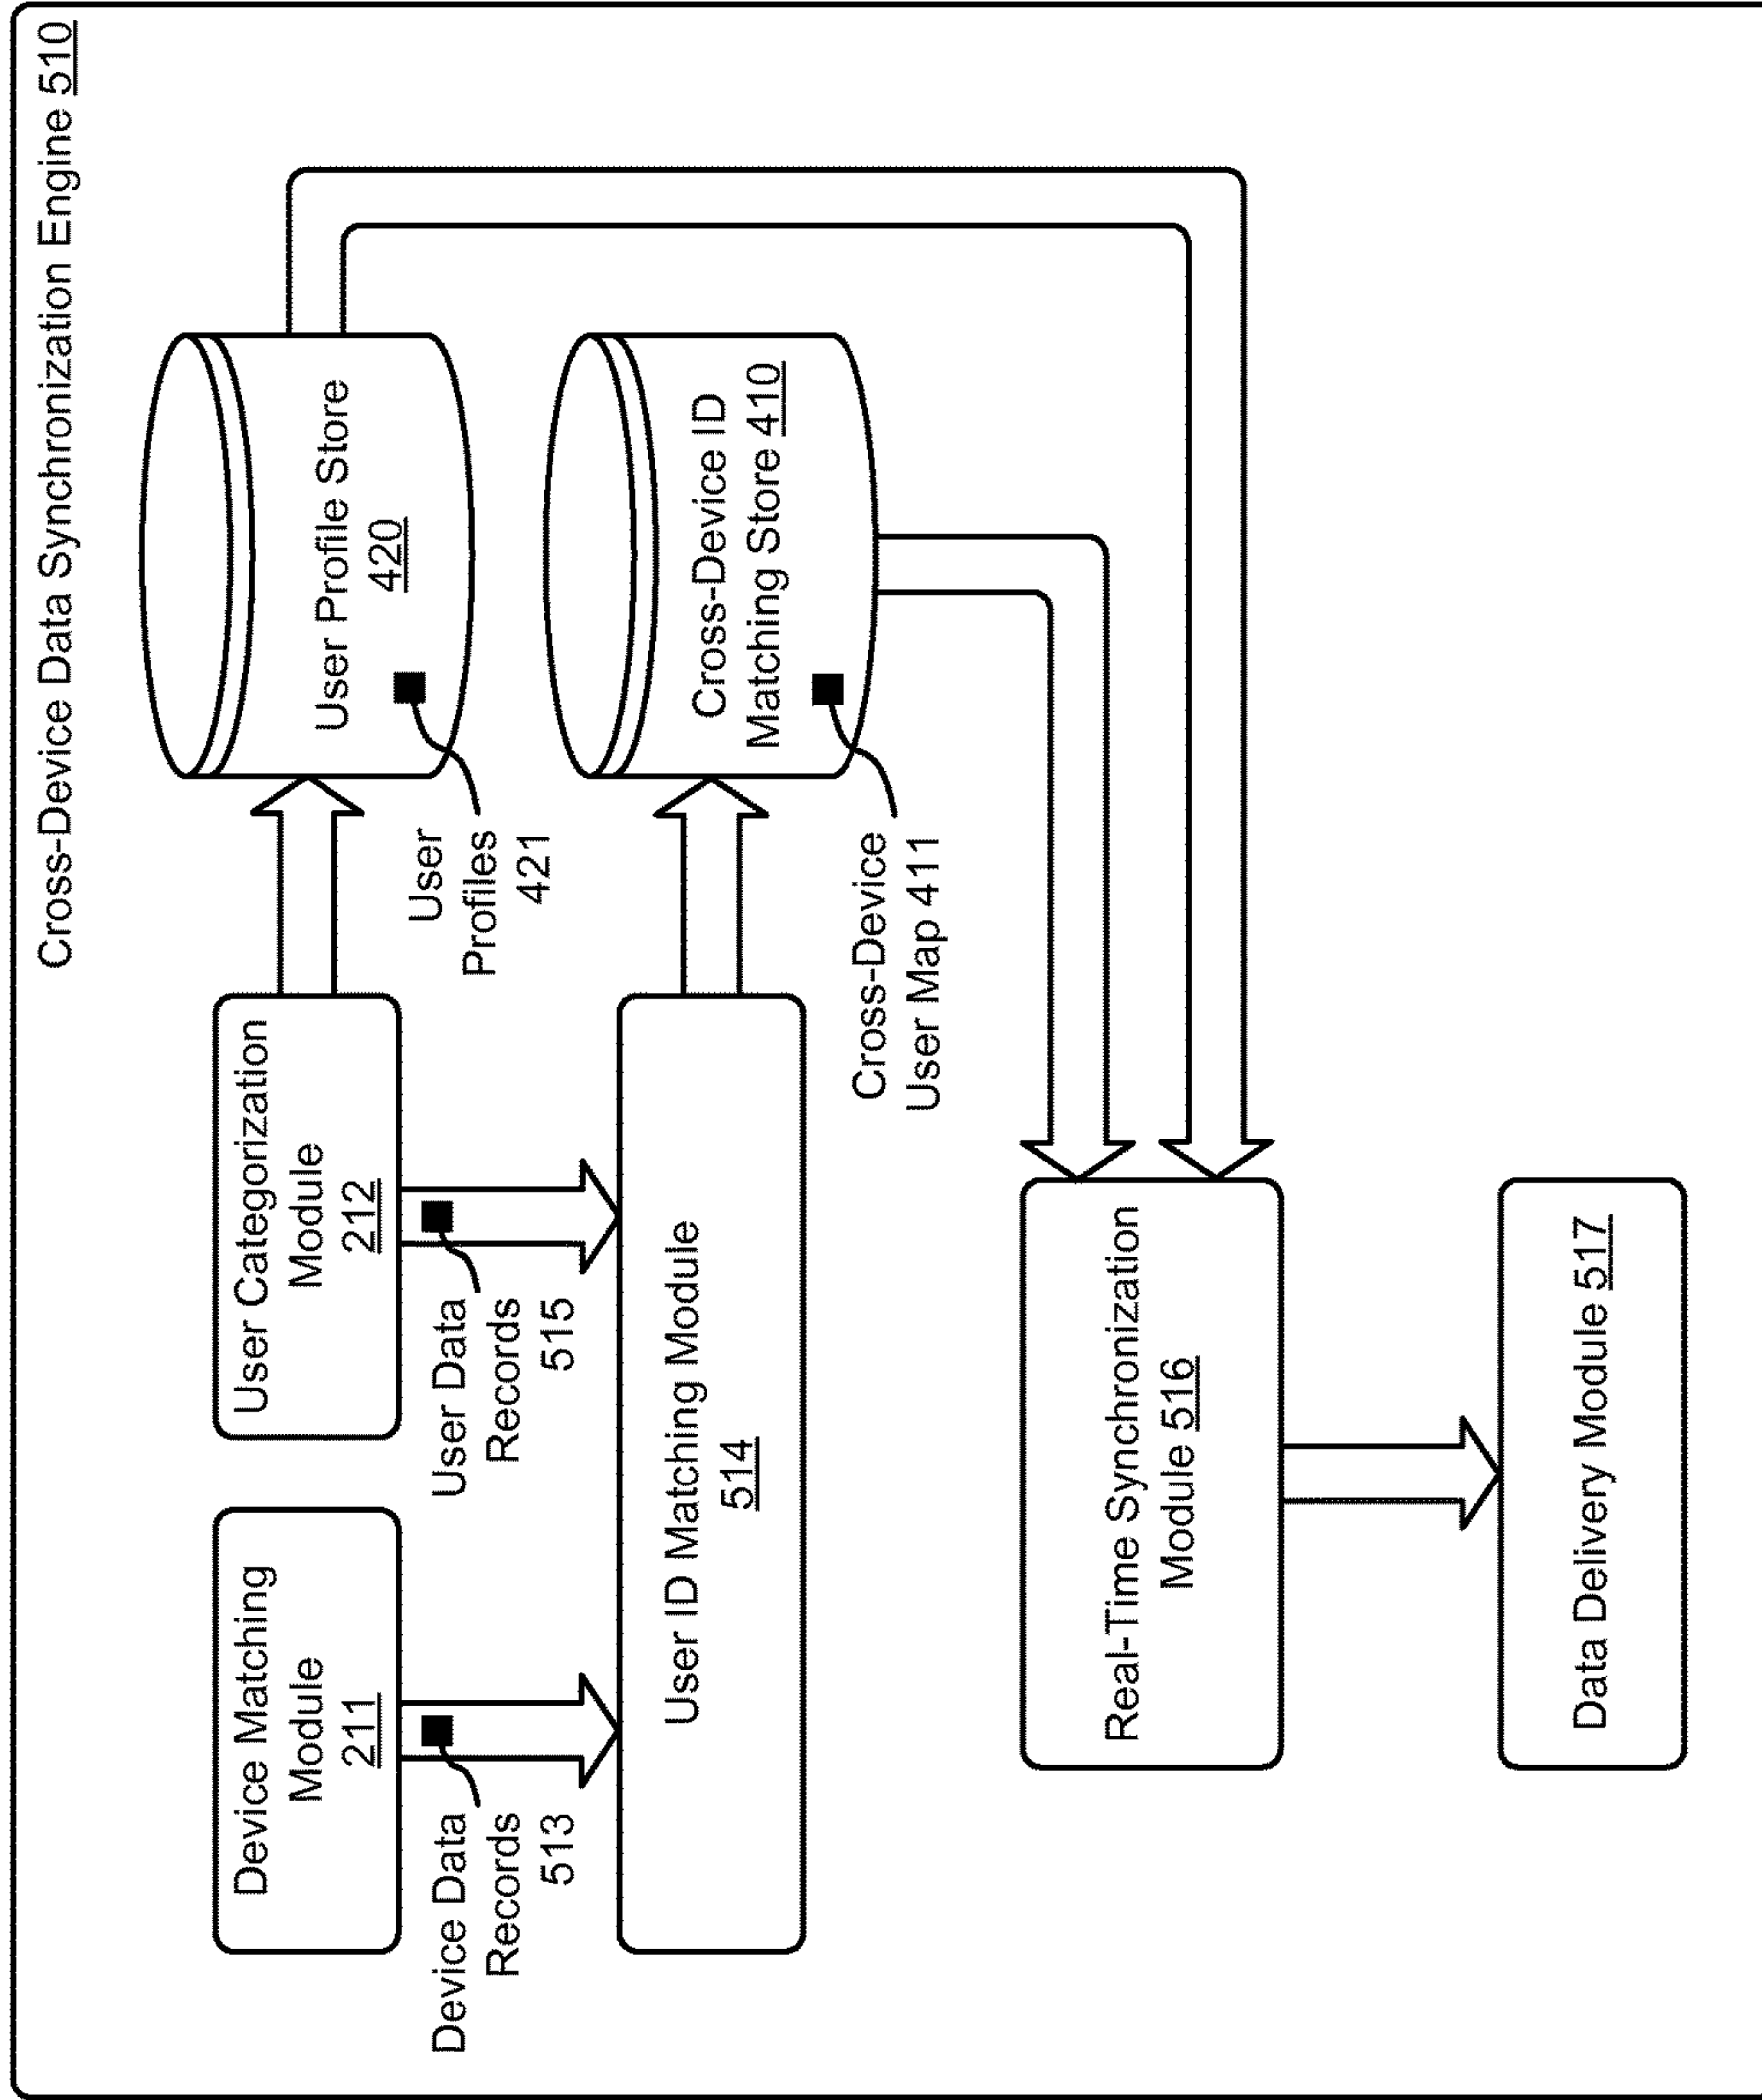 Cross-Device Data Synchronization Engine 510
Device Matching
Module
211
User Categorization
Module
212
User Profile Store
420
Device Data
Records
513
User Data
Records
515
User
Profiles
421
User ID Matching Module
514
Cross-Device ID
Matching Store 410
Cross-Device
User Map 411
Real-Time Synchronization
Module 516
Data Delivery Module 517